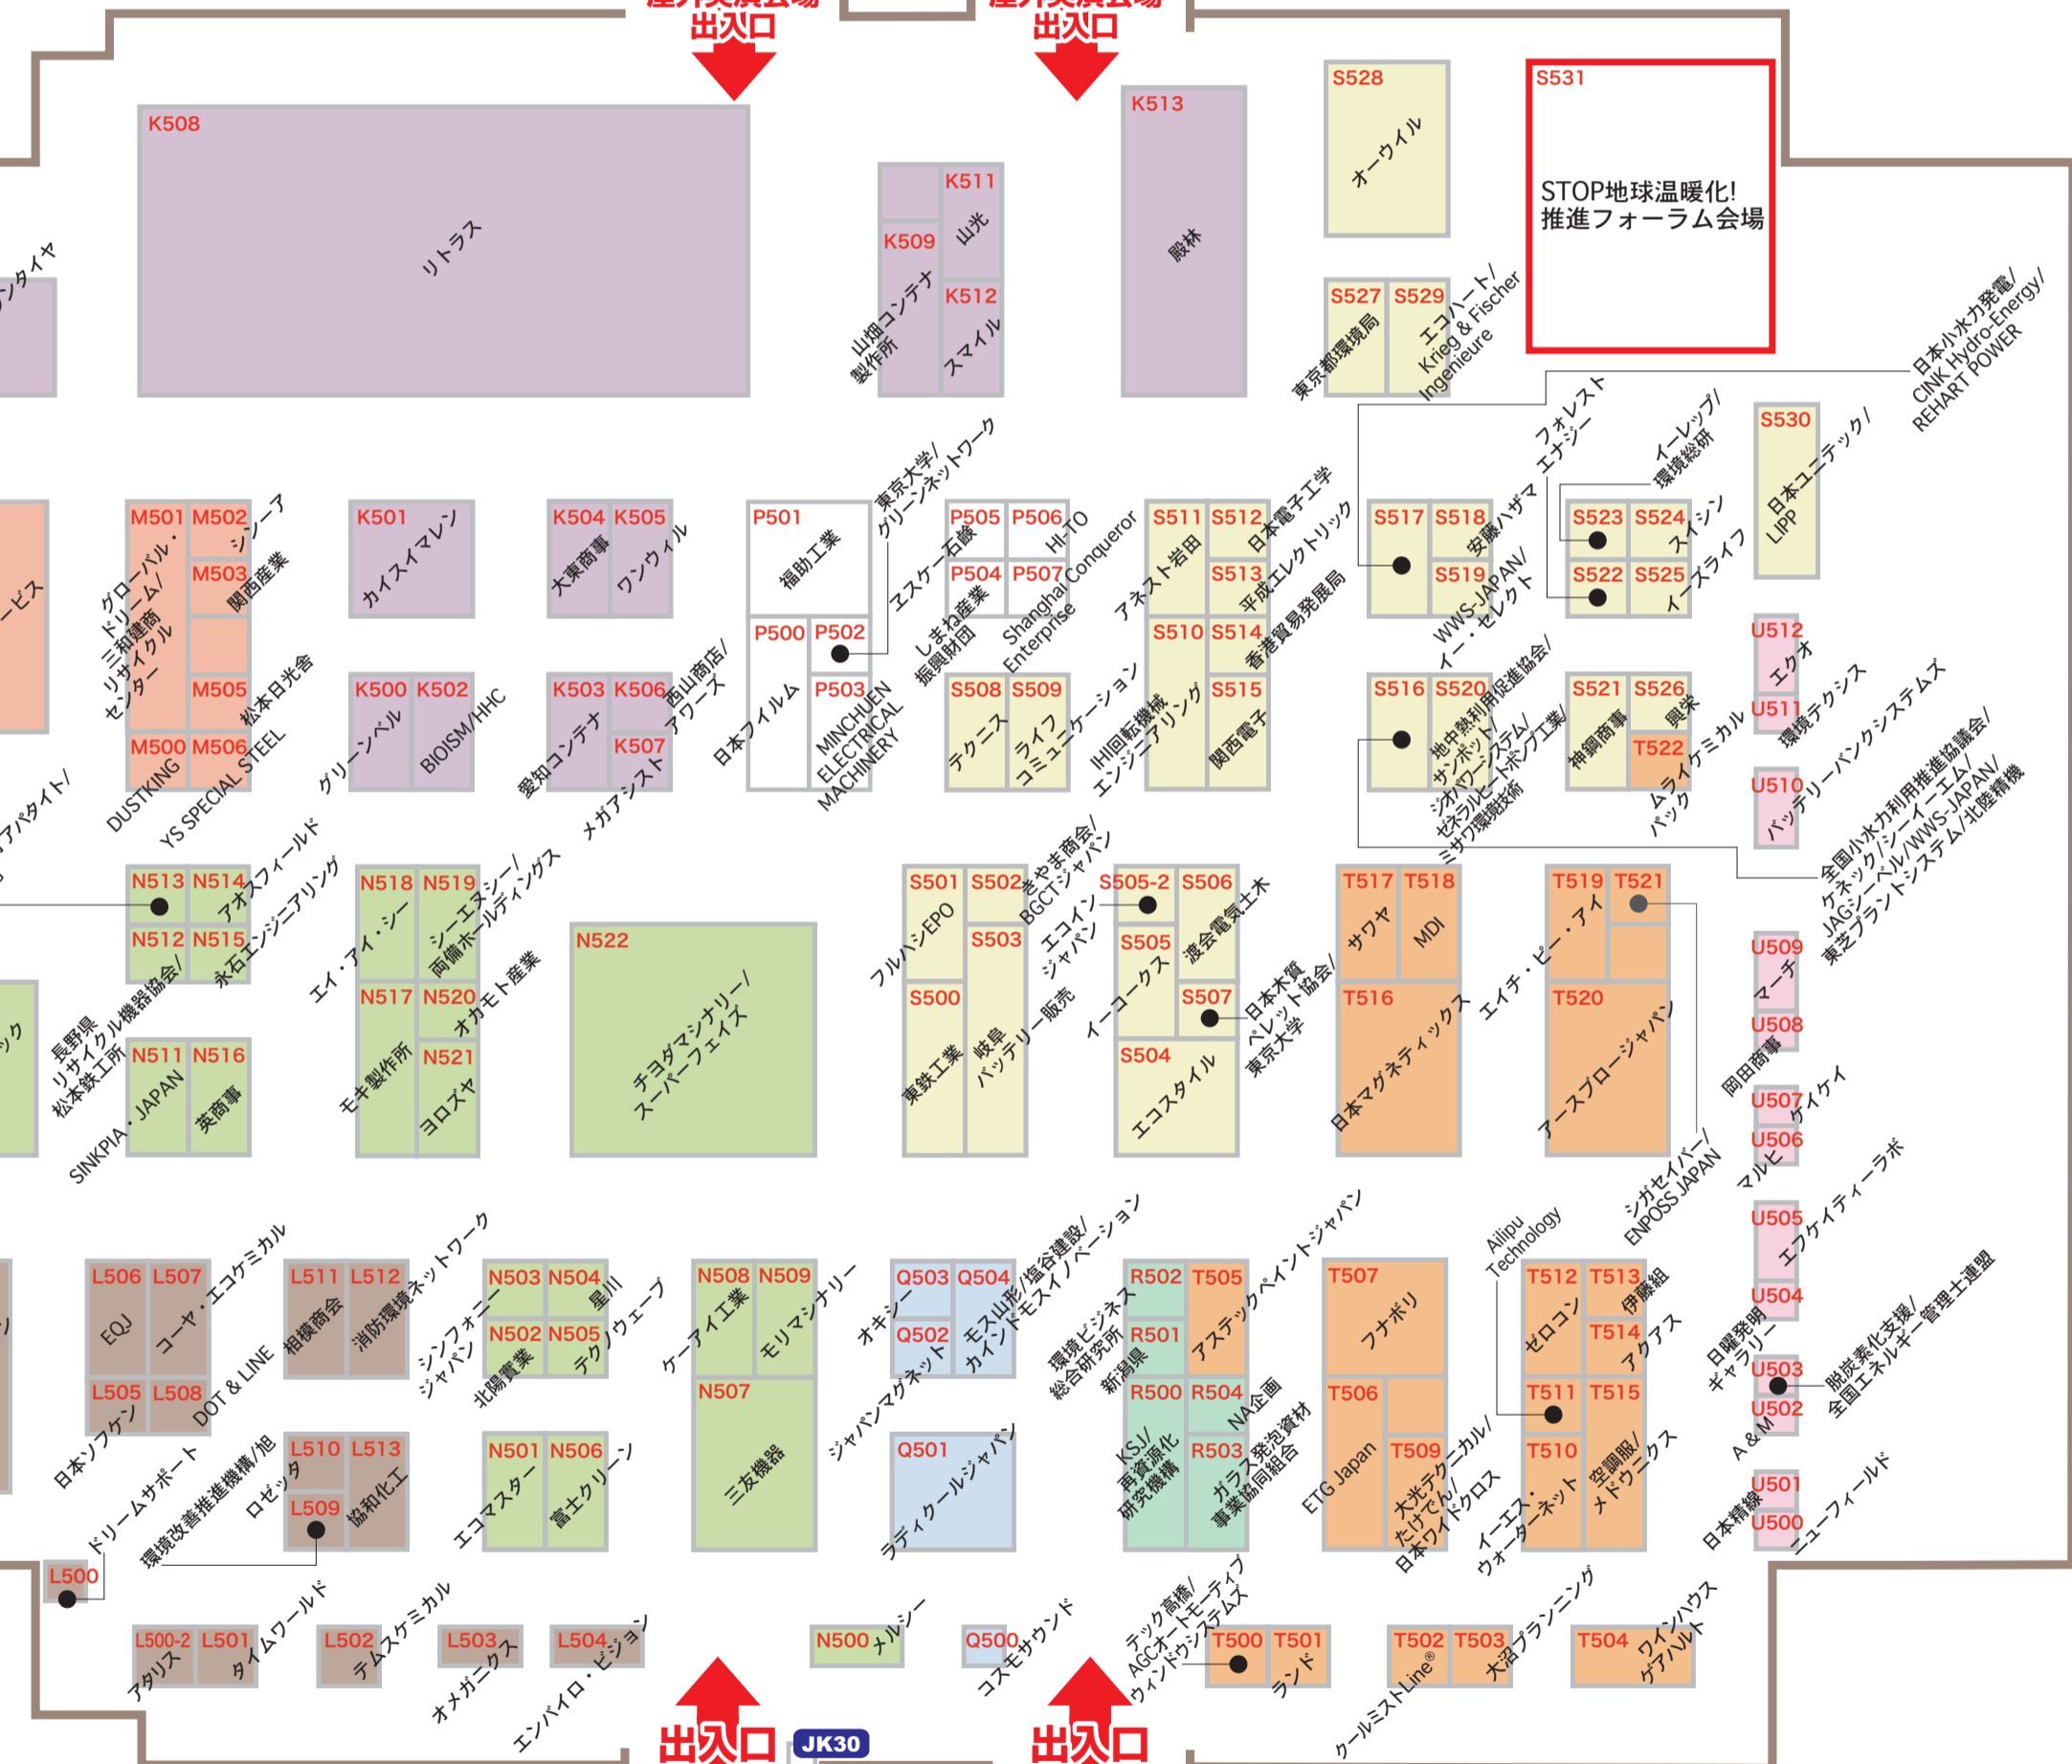 屋外実演会場
出入口
屋外実演会場
出入口
K508
リトラス
K511
山光
K509
山畑コンテナ
製作所
K512
スマイル
K513
殿林
S528
オーウイル
S531
STOP地球温暖化!
推進フォーラム会場
S527
東京都環境局
S529
エコハート/
Krieg & Fischer
Ingenieure
日本小水力発電/
CINK Hydro-Energy/
REHART POWER
ンタイヤ
ービス
M501
グローバル・
ドリーム/
三和建商
リサイクル
センター
M502
シンーア
M503
関西産業
M505
松本日光舎
M500
DUSTKING
M506
YS SPECIAL STEEL
K501
カイスイマレン
K500
グリーンベル
K502
BIOISM/HHC
K504
大東商事
K505
ワンウィル
K503
愛知コンテナ
K506
西山商店/
アワーズ
K507
メガアシスト
P501
福助工業
P500
日本フイルム
P502
東京大学/
グリーンネットワーク
P503
MINCHUEN
ELECTRICAL
MACHINERY
P505
ヱスケー石鹸
P506
HI-TO
P504
しまね産業
振興財団
P507
Shanghai Conqueror
Enterprise
S508
テクニス
S509
ライフ
コミュニケーション
S511
アネスト岩田
S512
日本電子工学
S513
平成エレクトリック
S510
IHI回転機械
エンジニアリング
S514
香港貿易発展局
S515
関西電子
S517
S518
安藤ハザマ
S519
WWS-JAPAN/
イー・セレクト
S516
S520
地中熱利用促進協会/
サンポット/
ジオパワーシステム/
ゼネラルヒートポンプ工業/
ミサワ環境技術
フォレスト
エナジー
イーレップ/
環境総研
S523
S524
スイシン
S522
S525
イーズライフ
S521
神鋼商事
S526
興栄
T522
ムライケミカル
パック
S530
日本ユニテック/
LIPP
U512
エクオ
U511
環境テクシス
U510
バッテリーバンクシステムズ
全国小水力利用推進協議会/
ケネック/シーイーエム/
JAGシーベル/WWS-JAPAN/
東芝プラントシステム/北陸精機
アパタイト/
ック
N513
N514
アオスフィールド
N512
長野県
リサイクル機器協会/
松本鉄工所
N515
永石エンジニアリング
N511
SINKPIA・JAPAN
N516
英商事
N518
エイ・アイ・シー
N519
シーエヌシー/
両備ホールディングス
N517
モキ製作所
N520
オカモト産業
N521
ヨロズヤ
N522
チヨダマシナリー/
スーパーフェイズ
S501
フルハシEPO
S502
きやま商会/
BGCTジャパン
S503
岐阜
バッテリー販売
S500
東鉄工業
S505-2
エコイン
ジャパン
S506
渡会電気土木
S505
イーコークス
S507
日本木質
ペレット協会/
東京大学
S504
エコスタイル
T517
サワヤ
T518
MDI
T516
日本マグネティックス
T519
エイチ・ピー・アイ
T521
シガセイバー/
ENPOSS JAPAN
T520
アースブロージャパン
U509
マーチ
U508
岡田商事
U507
ケイケイ
U506
マルヒ
U505
エフケイティーラボ
U504
日曜発明
ギャラリー
U503
脱炭素化支援/
全国エネルギー管理士連盟
U502
A & M
U501
日本精線
U500
ニューフィールド
L506
EQJ
L507
コーヤ・エコケミカル
L505
日本ソフケン
L508
DOT & LINE
L511
相模商会
L512
消防環境ネットワーク
L510
ロゼッタ
L513
協和化工
L509
環境改善推進機構/旭
L500
ドリームサポート
N503
シンフォニー
ジャパン
N504
星川
N502
北陽實業
N505
テクノウェーブ
N501
エコマスター
N506
富士クリーン
N508
ケーアイ工業
N509
モリマシナリー
N507
三友機器
Q503
オキシー
Q504
モス山形/塩谷建設/
カインドモスイノベーション
Q502
ジャパンマグネット
Q501
ラディクールジャパン
R502
環境ビジネス
総合研究所
T505
アステックペイントジャパン
R501
新潟県
R500
KSJ/
再資源化
研究機構
R504
NA企画
R503
ガラス発泡資材
事業協同組合
T507
フナボリ
T506
ETG Japan
T509
大光テクニカル/
たけでん/
日本ワイドクロス
Ailipu
Technology
T512
ゼロコン
T513
伊藤組
T514
アクアス
T511
T515
空調服/
メドウニクス
T510
イーエス・
ウォーターネット
L500-2
アタリス
L501
タイムワールド
L502
テムスケミカル
L503
オメガニクス
L504
エンバイロ・ビジョン
N500
メルシー
Q500
コスモサウンド
T500
テック高橋/
AGCオートモーティブ
ウィンドウシステムズ
T501
ランド
T502
クールミストLine®
T503
大沼プランニング
T504
ワインハウス
ゲアハルト
出入口
JK30
出入口